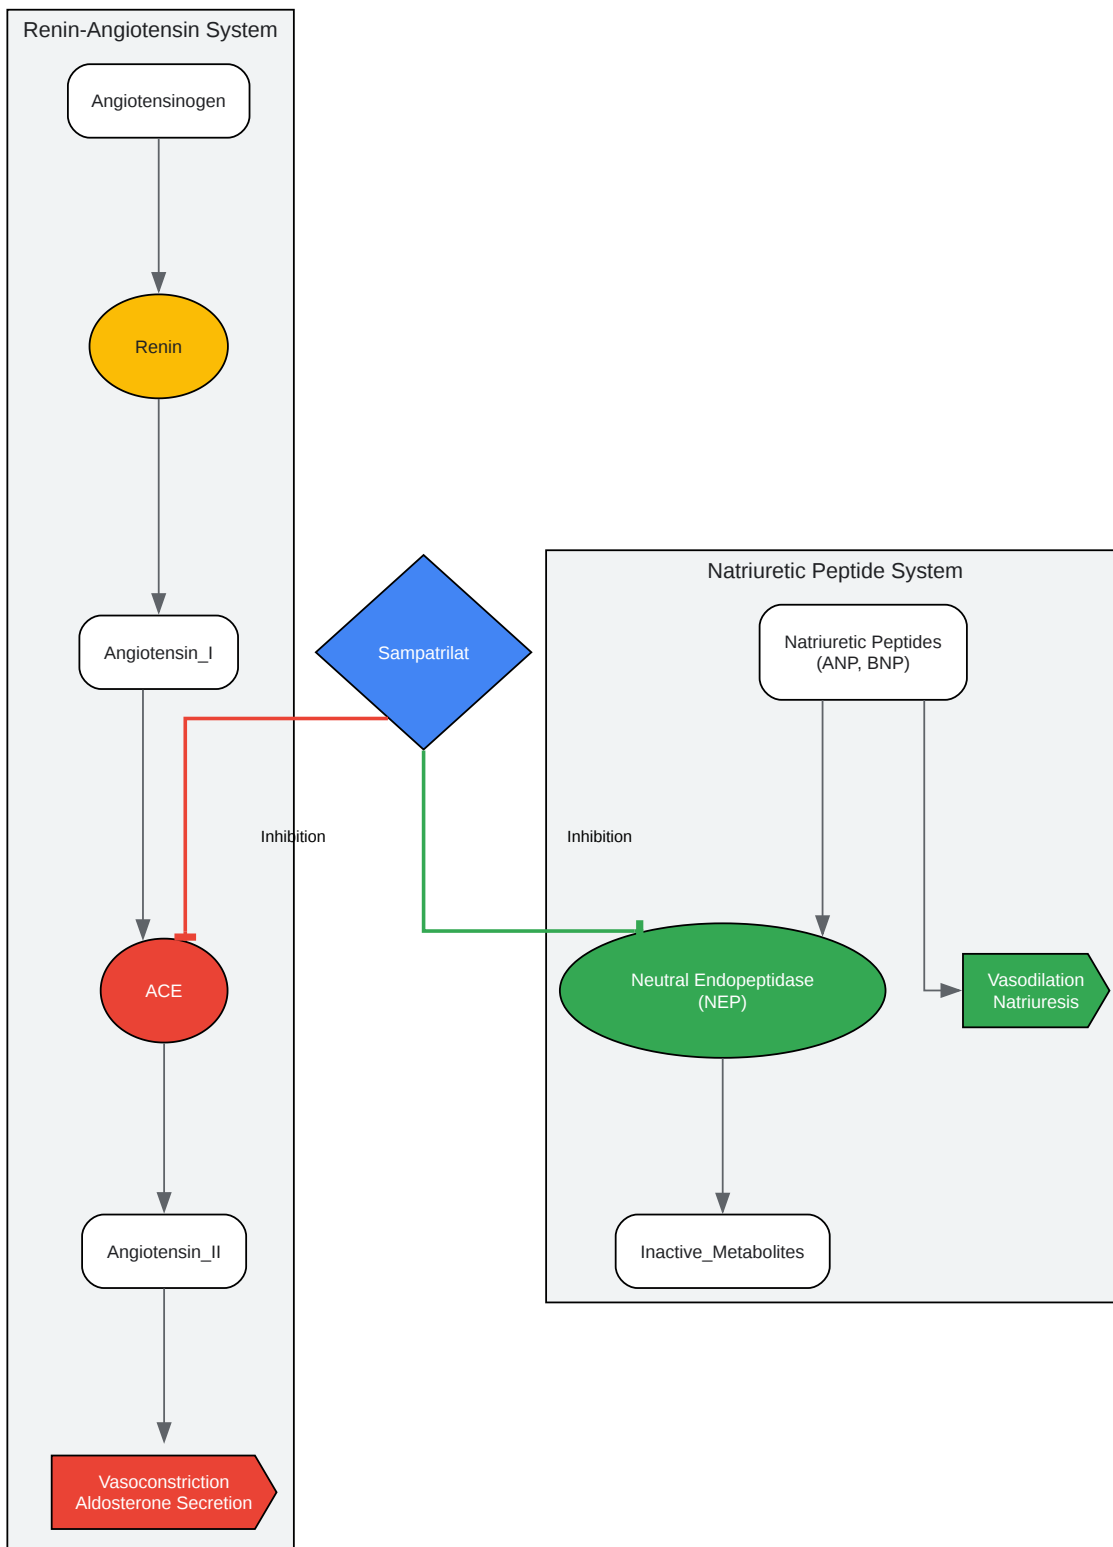 Renin-Angiotensin System
Angiotensinogen
Renin
Angiotensin_I
ACE
Angiotensin_II
Vasoconstriction
Aldosterone Secretion
Sampatrilat
Inhibition
Inhibition
Natriuretic Peptide System
Natriuretic Peptides
(ANP, BNP)
Neutral Endopeptidase
(NEP)
Vasodilation
Natriuresis
Inactive_Metabolites